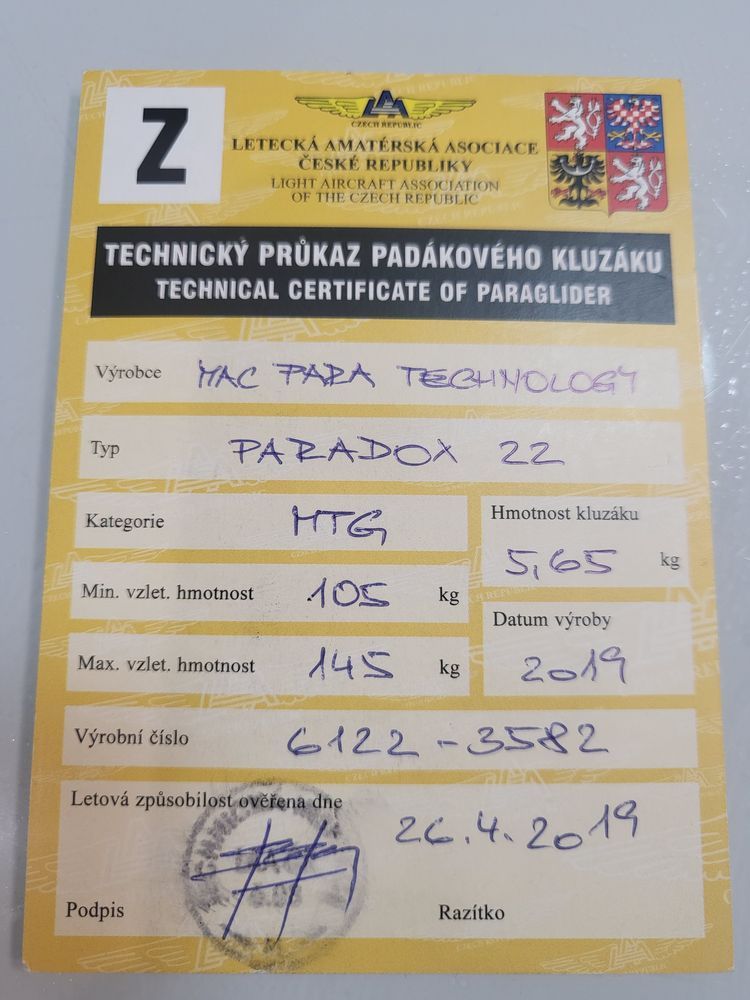 Z
LAA
CZECH REPUBLIC
LETECKÁ AMATÉRSKÁ ASOCIACE
ČESKÉ REPUBLIKY
LIGHT AIRCRAFT ASSOCIATION
OF THE CZECH REPUBLIC
TECHNICKÝ PRŮKAZ PADÁKOVÉHO KLUZÁKU
TECHNICAL CERTIFICATE OF PARAGLIDER
Výrobce MAC PARA TECHNOLOGY
Typ PARADOX 22
Kategorie MTG
Hmotnost kluzáku
5,65 kg
Min. vzlet. hmotnost 105 kg
Datum výroby
2019
Max. vzlet. hmotnost 145 kg
Výrobní číslo 6122-3582
Letová způsobilost ověřena dne
26.4.2019
Podpis
Razítko